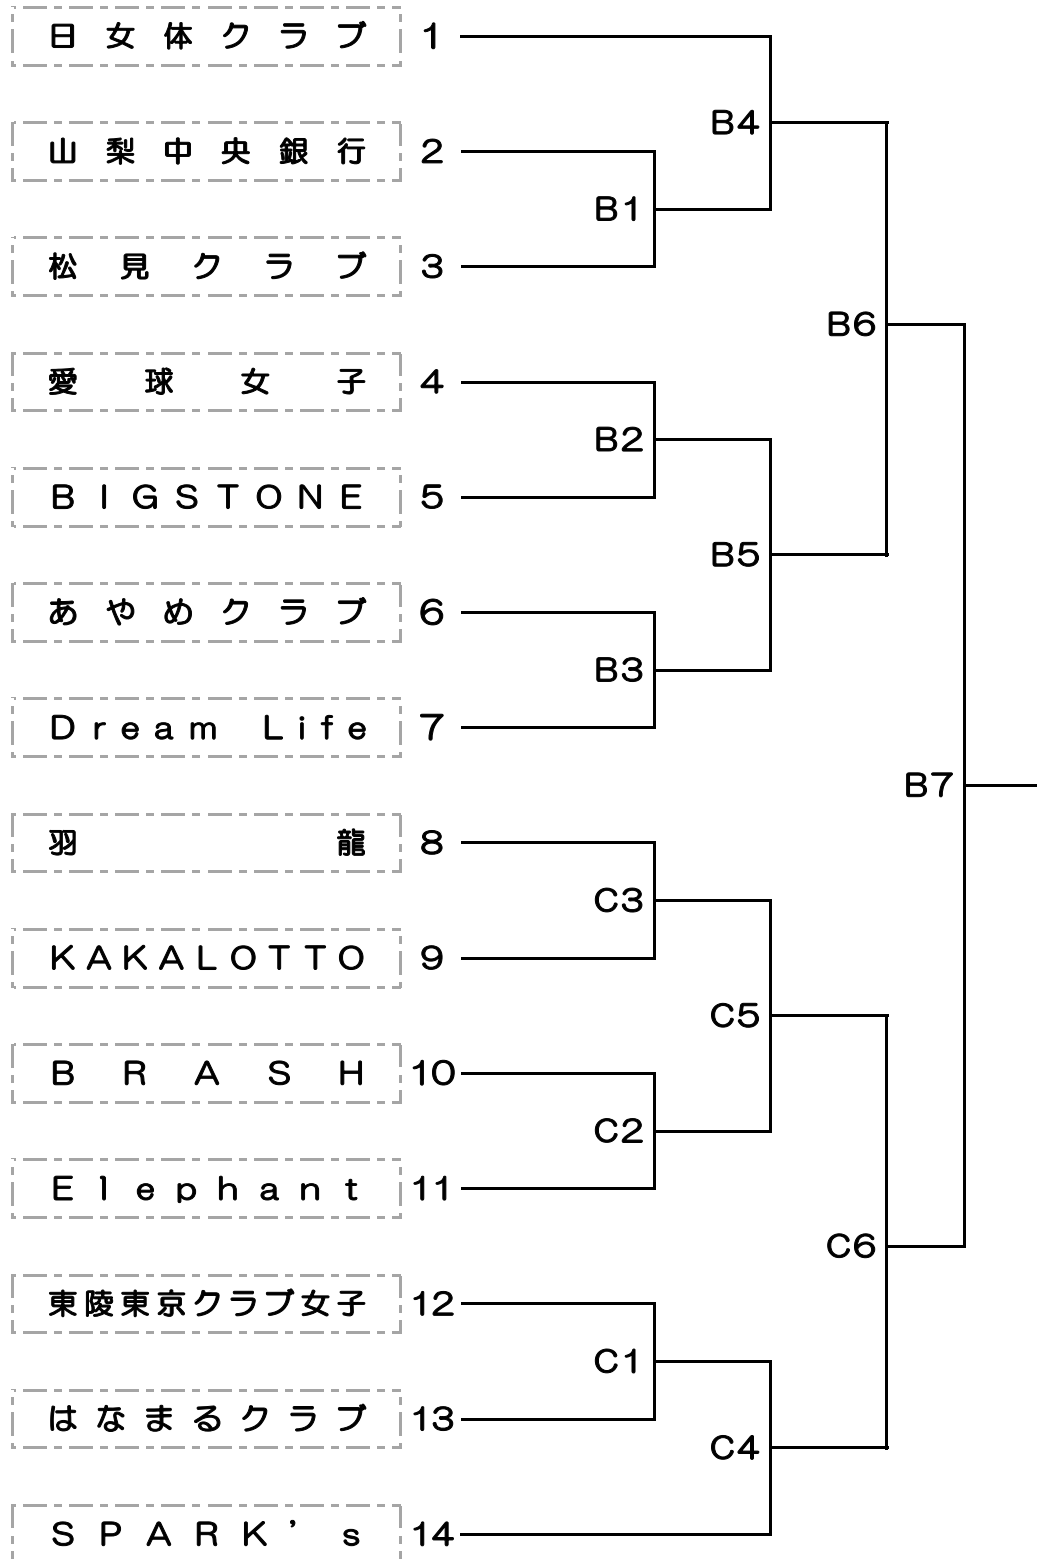 日女体クラブ 1
B4
山梨中央銀行 2
B1
松見クラブ 3
B6
愛球女子 4
B2
BIGSTONE 5
B5
あやめクラブ 6
B3
Dream Life 7
B7
羽龍 8
C3
KAKALOTTO 9
C5
BRASH 10
C2
Elephant 11
C6
東陵東京クラブ女子 12
C1
はなまるクラブ 13
C4
SPARK's 14